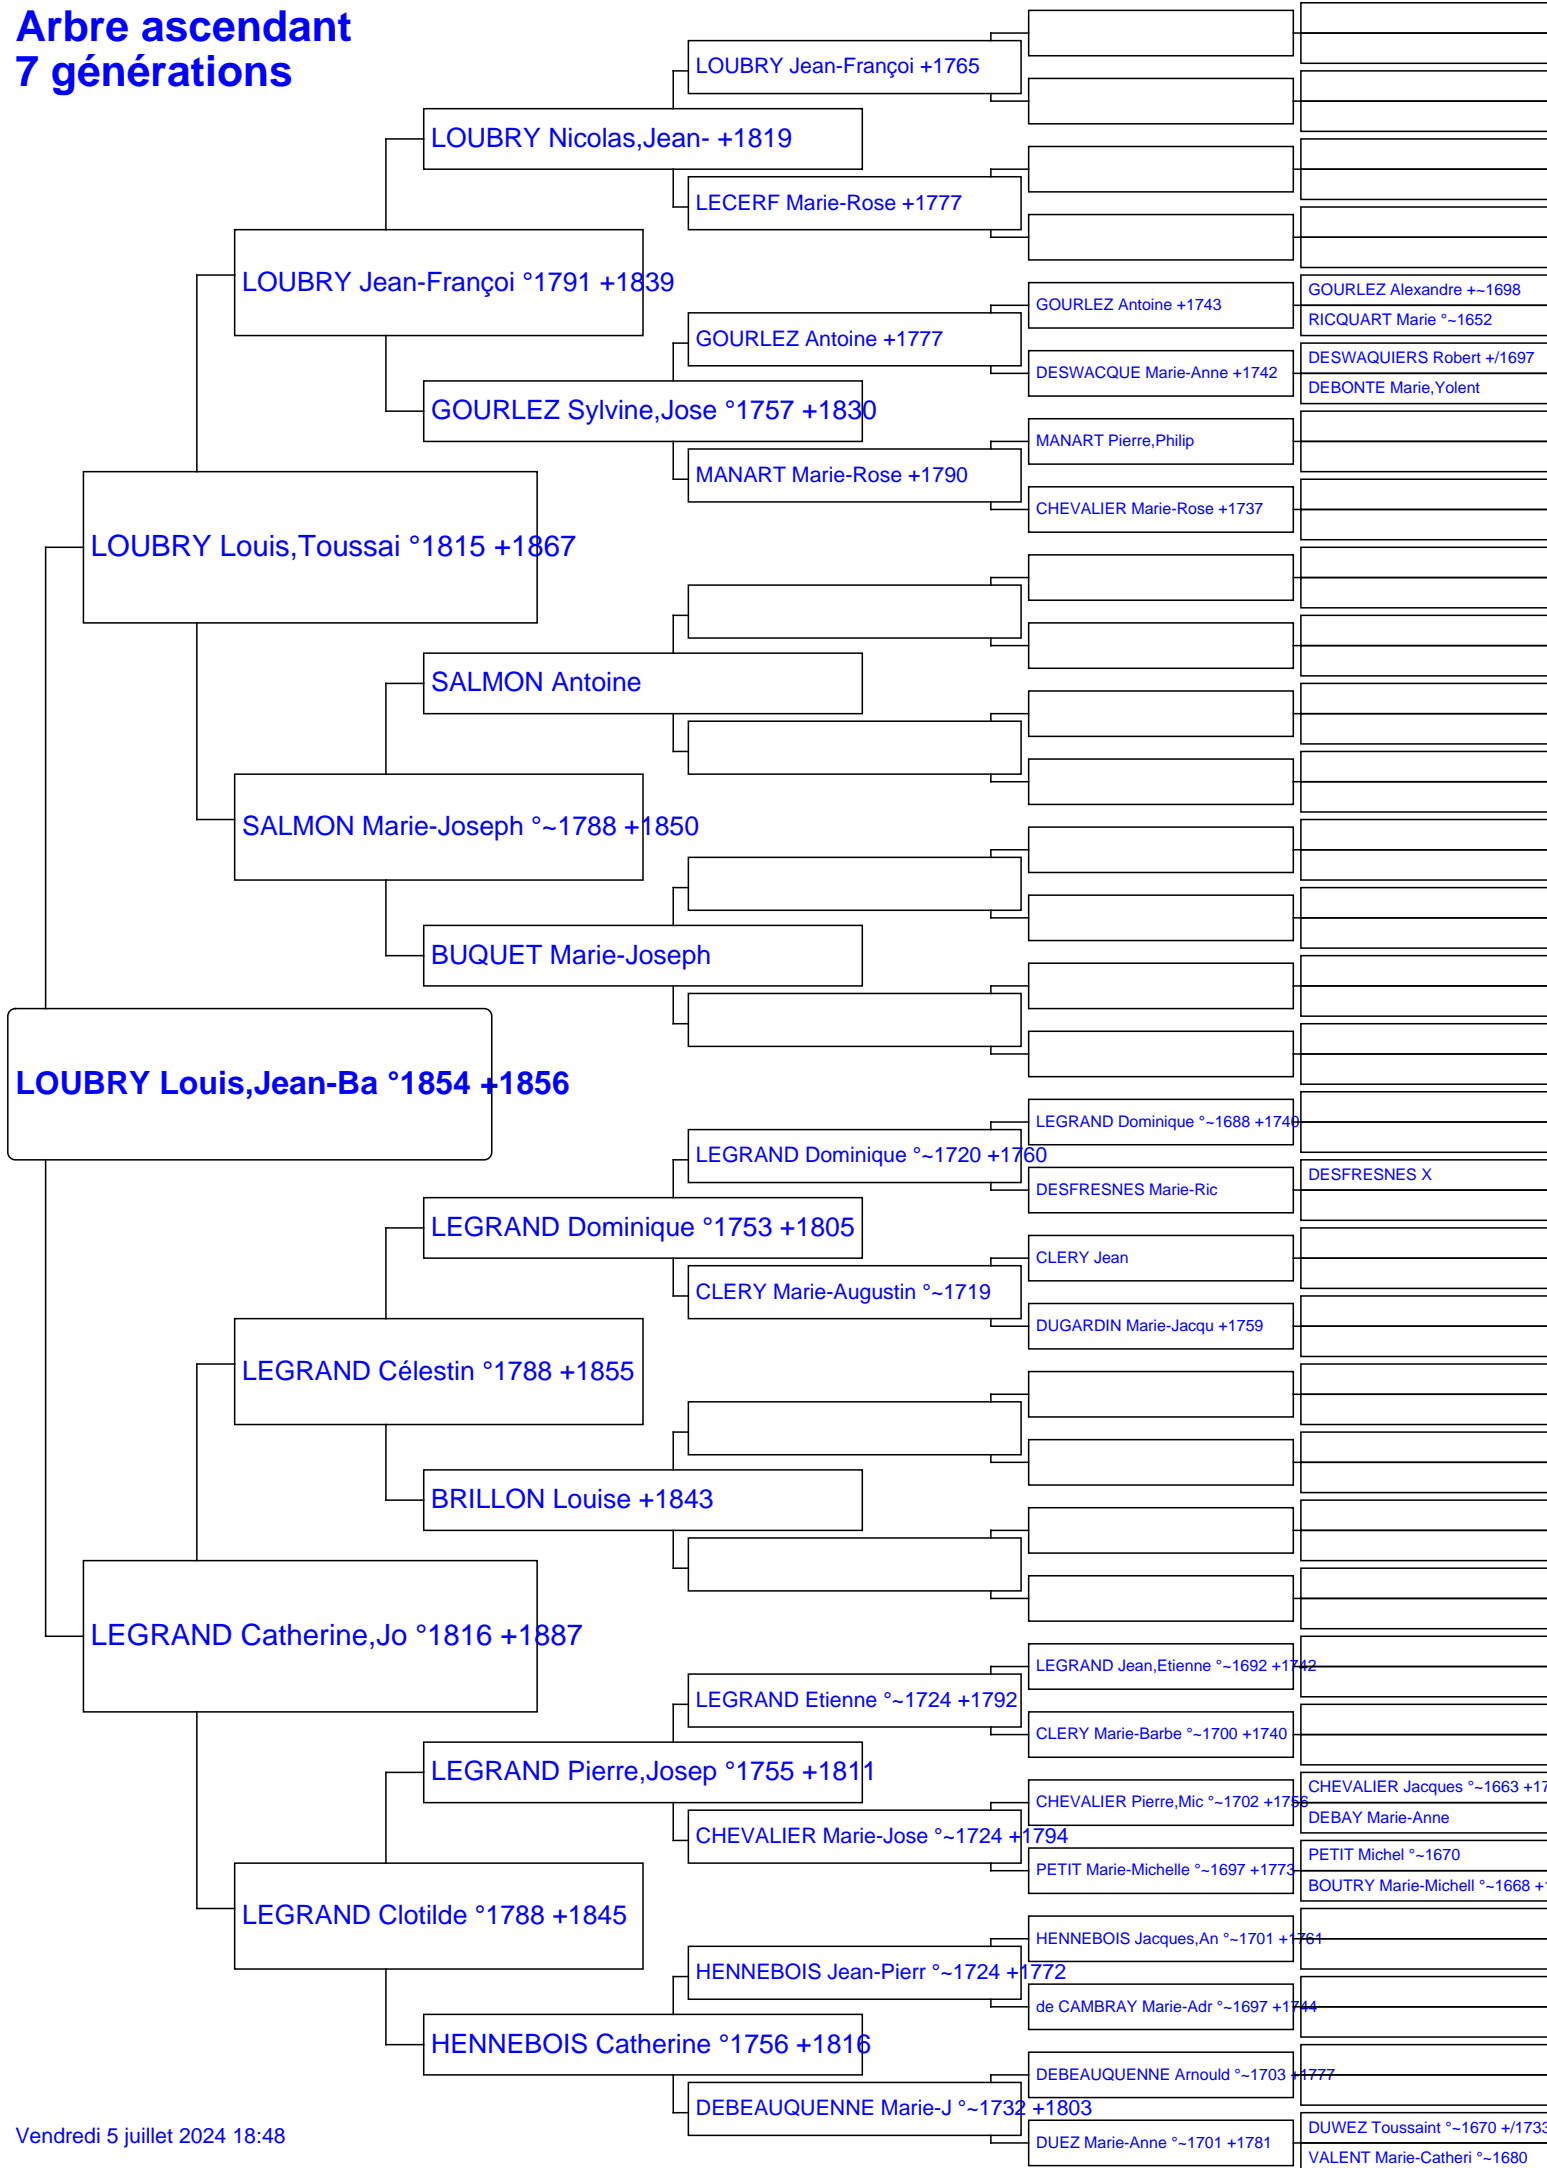 Arbre ascendant
7 générations
LOUBRY Jean-Françoi +1765
LOUBRY Nicolas,Jean- +1819
LECERF Marie-Rose +1777
LOUBRY Jean-Françoi °1791 +1839
GOURLEZ Alexandre +~1698
GOURLEZ Antoine +1743
RICQUART Marie °~1652
GOURLEZ Antoine +1777
DESWAQUIERS Robert +/1697
DESWACQUE Marie-Anne +1742
DEBONTE Marie,Yolent
GOURLEZ Sylvine,Jose °1757 +1830
MANART Pierre,Philip
MANART Marie-Rose +1790
CHEVALIER Marie-Rose +1737
LOUBRY Louis,Toussai °1815 +1867
SALMON Antoine
SALMON Marie-Joseph °~1788 +1850
BUQUET Marie-Joseph
LOUBRY Louis,Jean-Ba °1854 +1856
LEGRAND Dominique °~1688 +1740
LEGRAND Dominique °~1720 +1760
DESFRESNES X
DESFRESNES Marie-Ric
LEGRAND Dominique °1753 +1805
CLERY Jean
CLERY Marie-Augustin °~1719
DUGARDIN Marie-Jacqu +1759
LEGRAND Célestin °1788 +1855
BRILLON Louise +1843
LEGRAND Catherine,Jo °1816 +1887
LEGRAND Jean,Etienne °~1692 +1742
LEGRAND Etienne °~1724 +1792
CLERY Marie-Barbe °~1700 +1740
LEGRAND Pierre,Josep °1755 +1811
CHEVALIER Jacques °~1663 +17
CHEVALIER Pierre,Mic °~1702 +1756
DEBAY Marie-Anne
CHEVALIER Marie-Jose °~1724 +1794
PETIT Michel °~1670
PETIT Marie-Michelle °~1697 +1773
BOUTRY Marie-Michell °~1668 +1
LEGRAND Clotilde °1788 +1845
HENNEBOIS Jacques,An °~1701 +1761
HENNEBOIS Jean-Pierr °~1724 +1772
de CAMBRAY Marie-Adr °~1697 +1744
HENNEBOIS Catherine °1756 +1816
DEBEAUQUENNE Arnould °~1703 +1777
DEBEAUQUENNE Marie-J °~1732 +1803
DUWEZ Toussaint °~1670 +/1733
DUEZ Marie-Anne °~1701 +1781
VALENT Marie-Catheri °~1680
Vendredi 5 juillet 2024 18:48